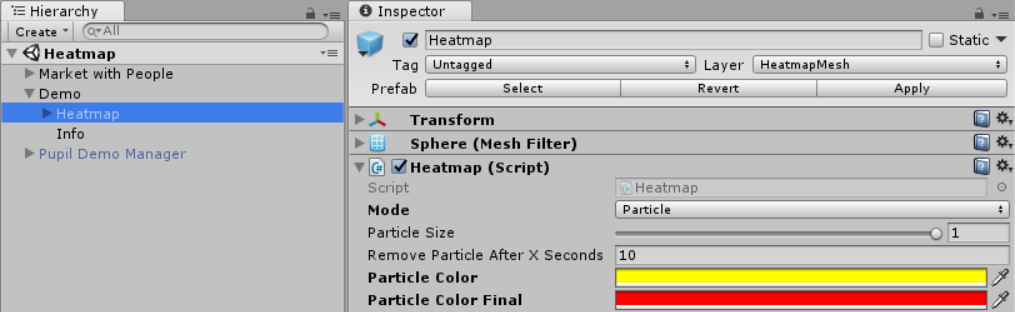 Hierarchy
Create
All
Heatmap
Market with People
Demo
Heatmap
Info
Pupil Demo Manager
Inspector
Heatmap
Static
Tag Untagged Layer HeatmapMesh
Prefab Select Revert Apply
Transform
Sphere (Mesh Filter)
Heatmap (Script)
Script Heatmap
Mode Particle
Particle Size 1
Remove Particle After X Seconds 10
Particle Color
Particle Color Final